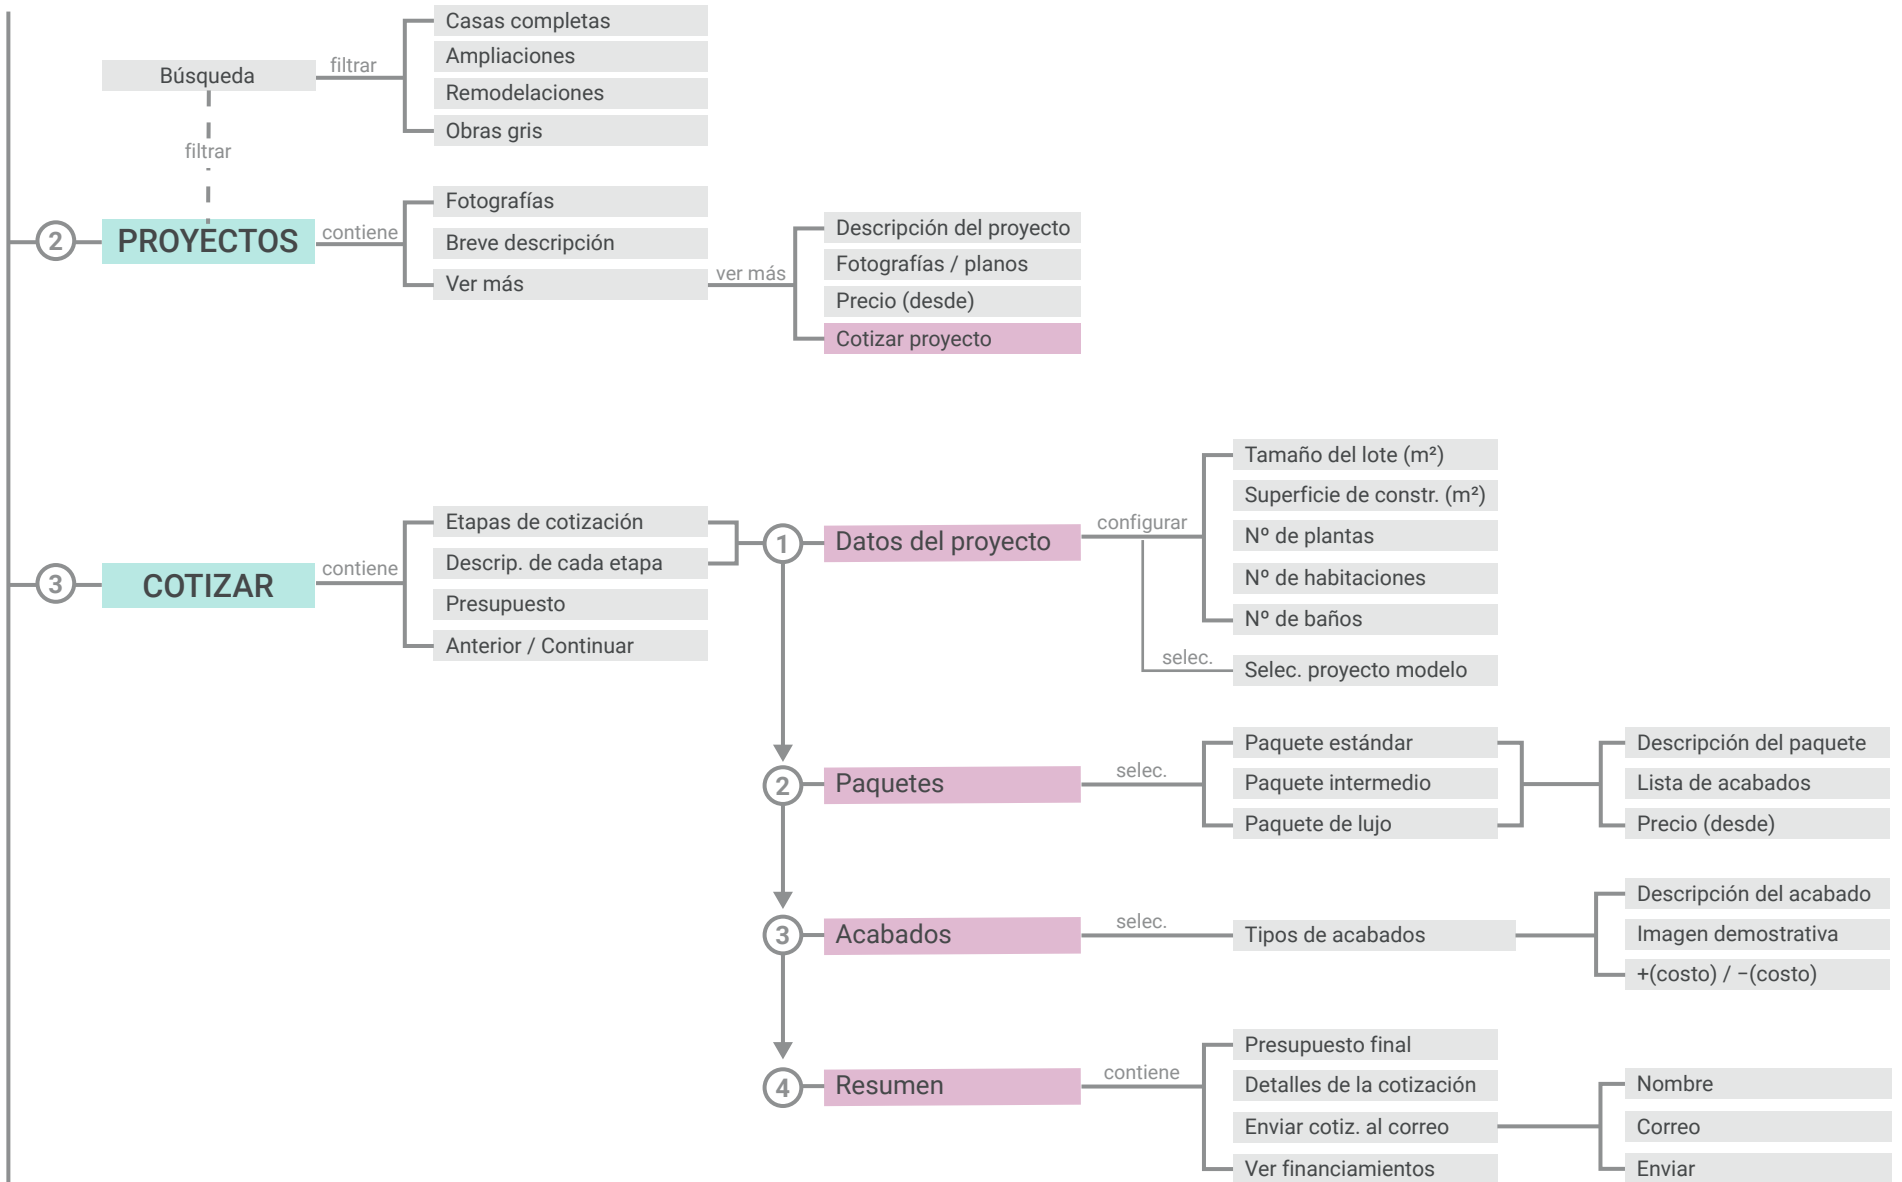 Casas completas
Búsqueda
filtrar
Ampliaciones
Remodelaciones
Obras gris
filtrar
2
PROYECTOS
contiene
Fotografías
Breve descripción
Ver más
ver más
Descripción del proyecto
Fotografías / planos
Precio (desde)
Cotizar proyecto
3
COTIZAR
contiene
Etapas de cotización
Descrip. de cada etapa
Presupuesto
Anterior / Continuar
1
Datos del proyecto
configurar
Tamaño del lote (m²)
Superficie de constr. (m²)
Nº de plantas
Nº de habitaciones
Nº de baños
selec.
Selec. proyecto modelo
2
Paquetes
selec.
Paquete estándar
Paquete intermedio
Paquete de lujo
Descripción del paquete
Lista de acabados
Precio (desde)
3
Acabados
selec.
Tipos de acabados
Descripción del acabado
Imagen demostrativa
+(costo) / −(costo)
4
Resumen
contiene
Presupuesto final
Detalles de la cotización
Enviar cotiz. al correo
Ver financiamientos
Nombre
Correo
Enviar